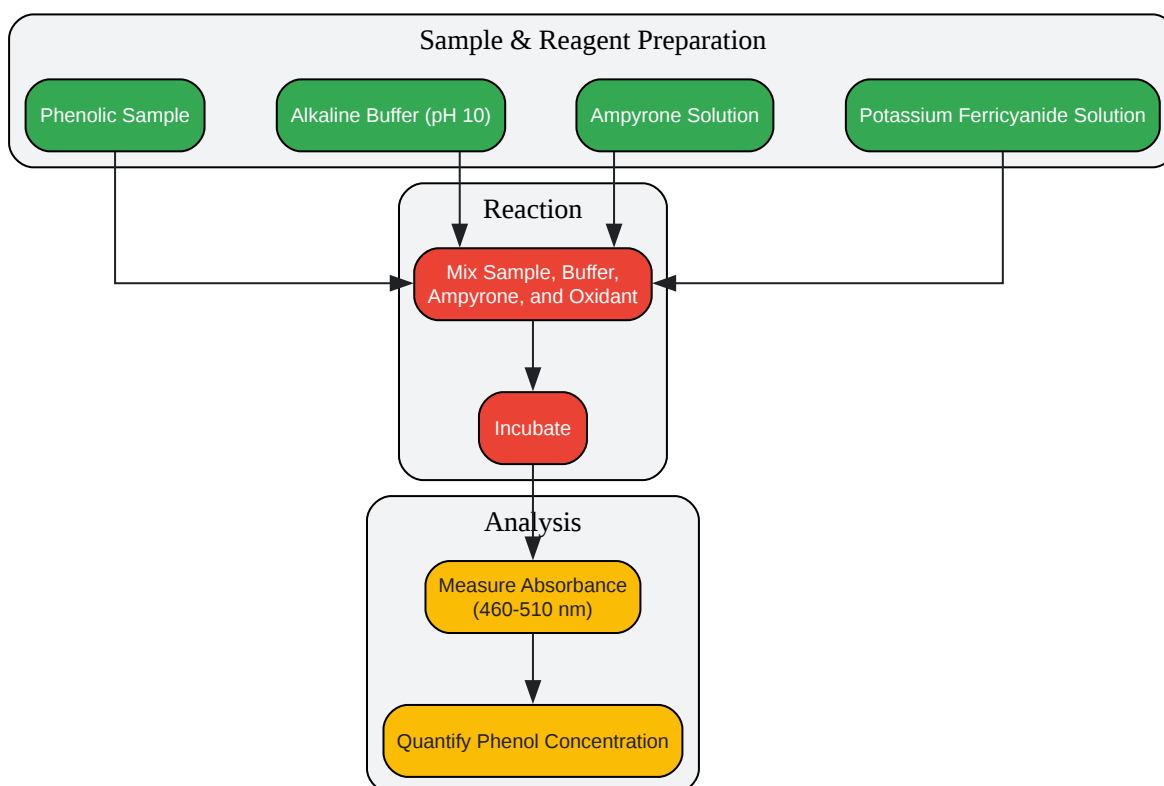 Sample & Reagent Preparation
Phenolic Sample
Alkaline Buffer (pH 10)
Ampyrone Solution
Potassium Ferricyanide Solution
Reaction
Mix Sample, Buffer,
Ampyrone, and Oxidant
Incubate
Analysis
Measure Absorbance
(460-510 nm)
Quantify Phenol Concentration